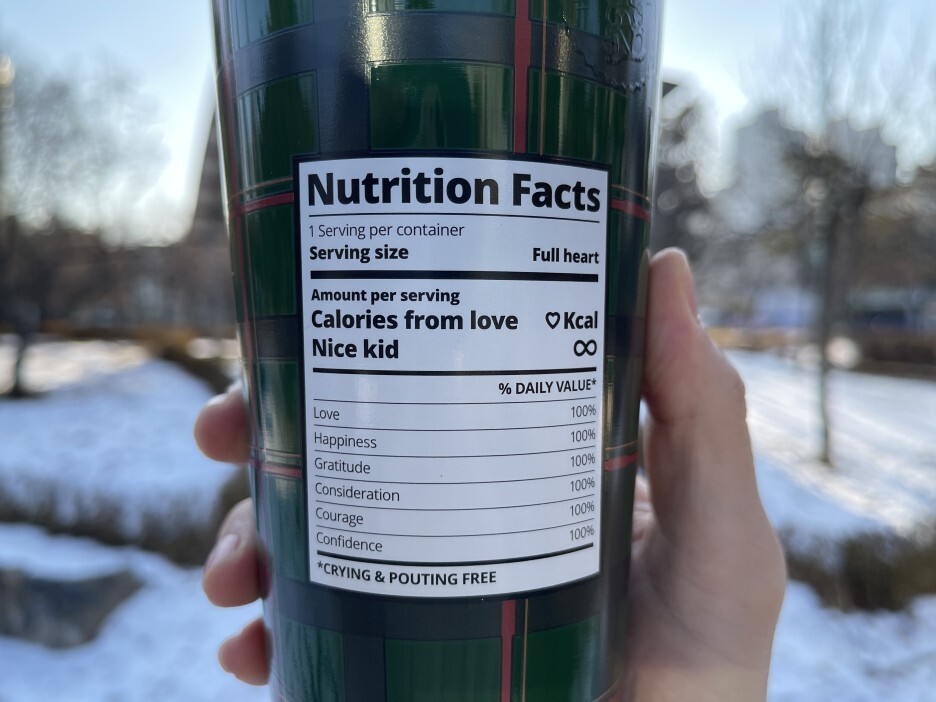 Nutrition Facts
1 Serving per container
Serving size Full heart
Amount per serving
Calories from love ♡Kcal
Nice kid ∞
% DAILY VALUE*
Love 100%
Happiness 100%
Gratitude 100%
Consideration 100%
Courage 100%
Confidence 100%
*CRYING & POUTING FREE